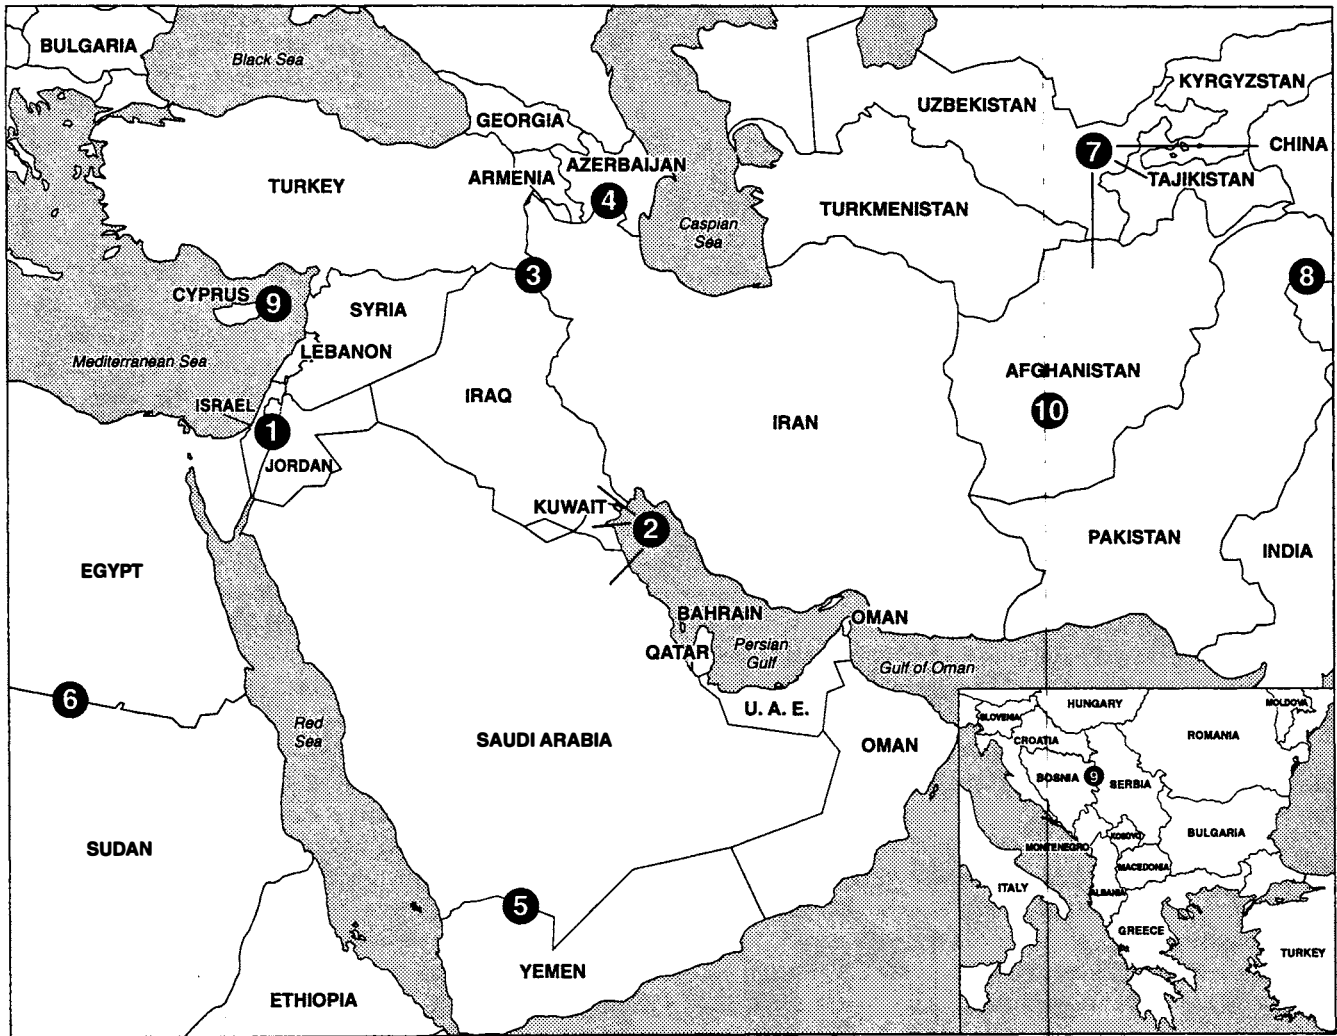 BULGARIA
Black Sea
KYRGYZSTAN
UZBEKISTAN
GEORGIA
CHINA
7
AZERBAIJAN
ARMENIA
TAJIKISTAN
TURKEY
4
TURKMENISTAN
Caspian
Sea
3
8
CYPRUS
9
SYRIA
LEBANON
Mediterranean Sea
AFGHANISTAN
IRAQ
ISRAEL
10
IRAN
1
JORDAN
KUWAIT
2
PAKISTAN
INDIA
EGYPT
BAHRAIN
OMAN
QATAR
Persian
Gulf
Gulf of Oman
6
U. A. E.
Red
Sea
SAUDI ARABIA
OMAN
SUDAN
5
YEMEN
ETHIOPIA
HUNGARY
MOLDOVA
SLOVENIA
CROATIA
ROMANIA
BOSNIA
9
SERBIA
BULGARIA
KOSOVO
MONTENEGRO
MACEDONIA
ITALY
ALBANIA
GREECE
TURKEY